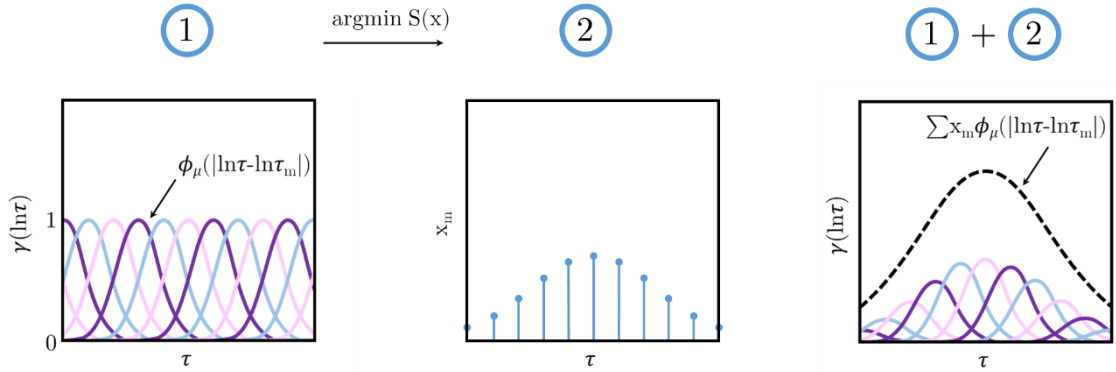 1
argmin S(x)
2
1 + 2
ϕμ(|lnτ-lnτm|)
γ(lnτ)
1
0
τ
xm
τ
∑xmϕμ(|lnτ-lnτm|)
γ(lnτ)
τ